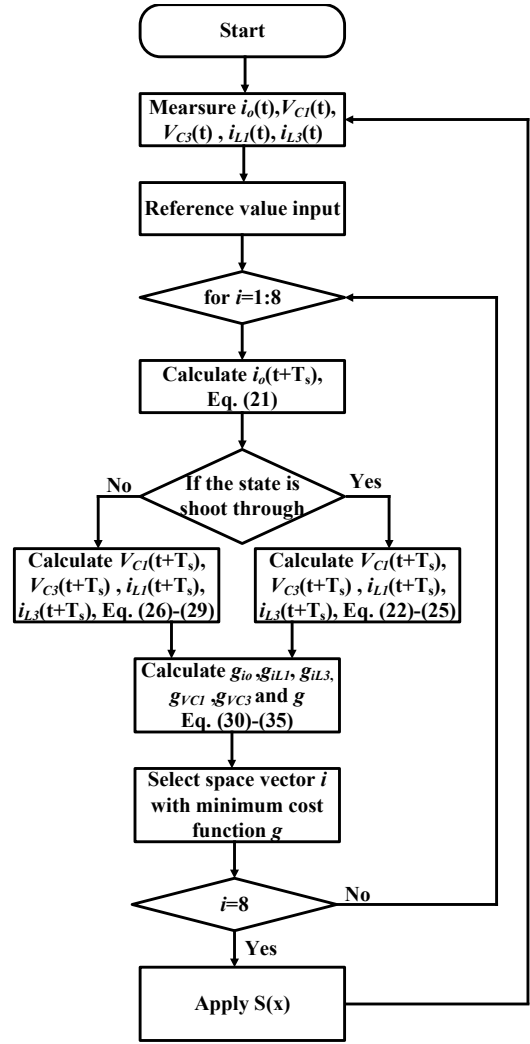 Start
Mearsure io(t),VC1(t),
VC3(t) , iL1(t), iL3(t)
Reference value input
for i=1:8
Calculate io(t+Ts),
Eq. (21)
If the state is
shoot through
No
Yes
Calculate VC1(t+Ts),
VC3(t+Ts) , iL1(t+Ts),
iL3(t+Ts), Eq. (26)-(29)
Calculate VC1(t+Ts),
VC3(t+Ts) , iL1(t+Ts),
iL3(t+Ts), Eq. (22)-(25)
Calculate gio ,giL1, giL3,
gVC1 ,gVC3 and g
Eq. (30)-(35)
Select space vector i
with minimum cost
function g
i=8
No
Yes
Apply S(x)